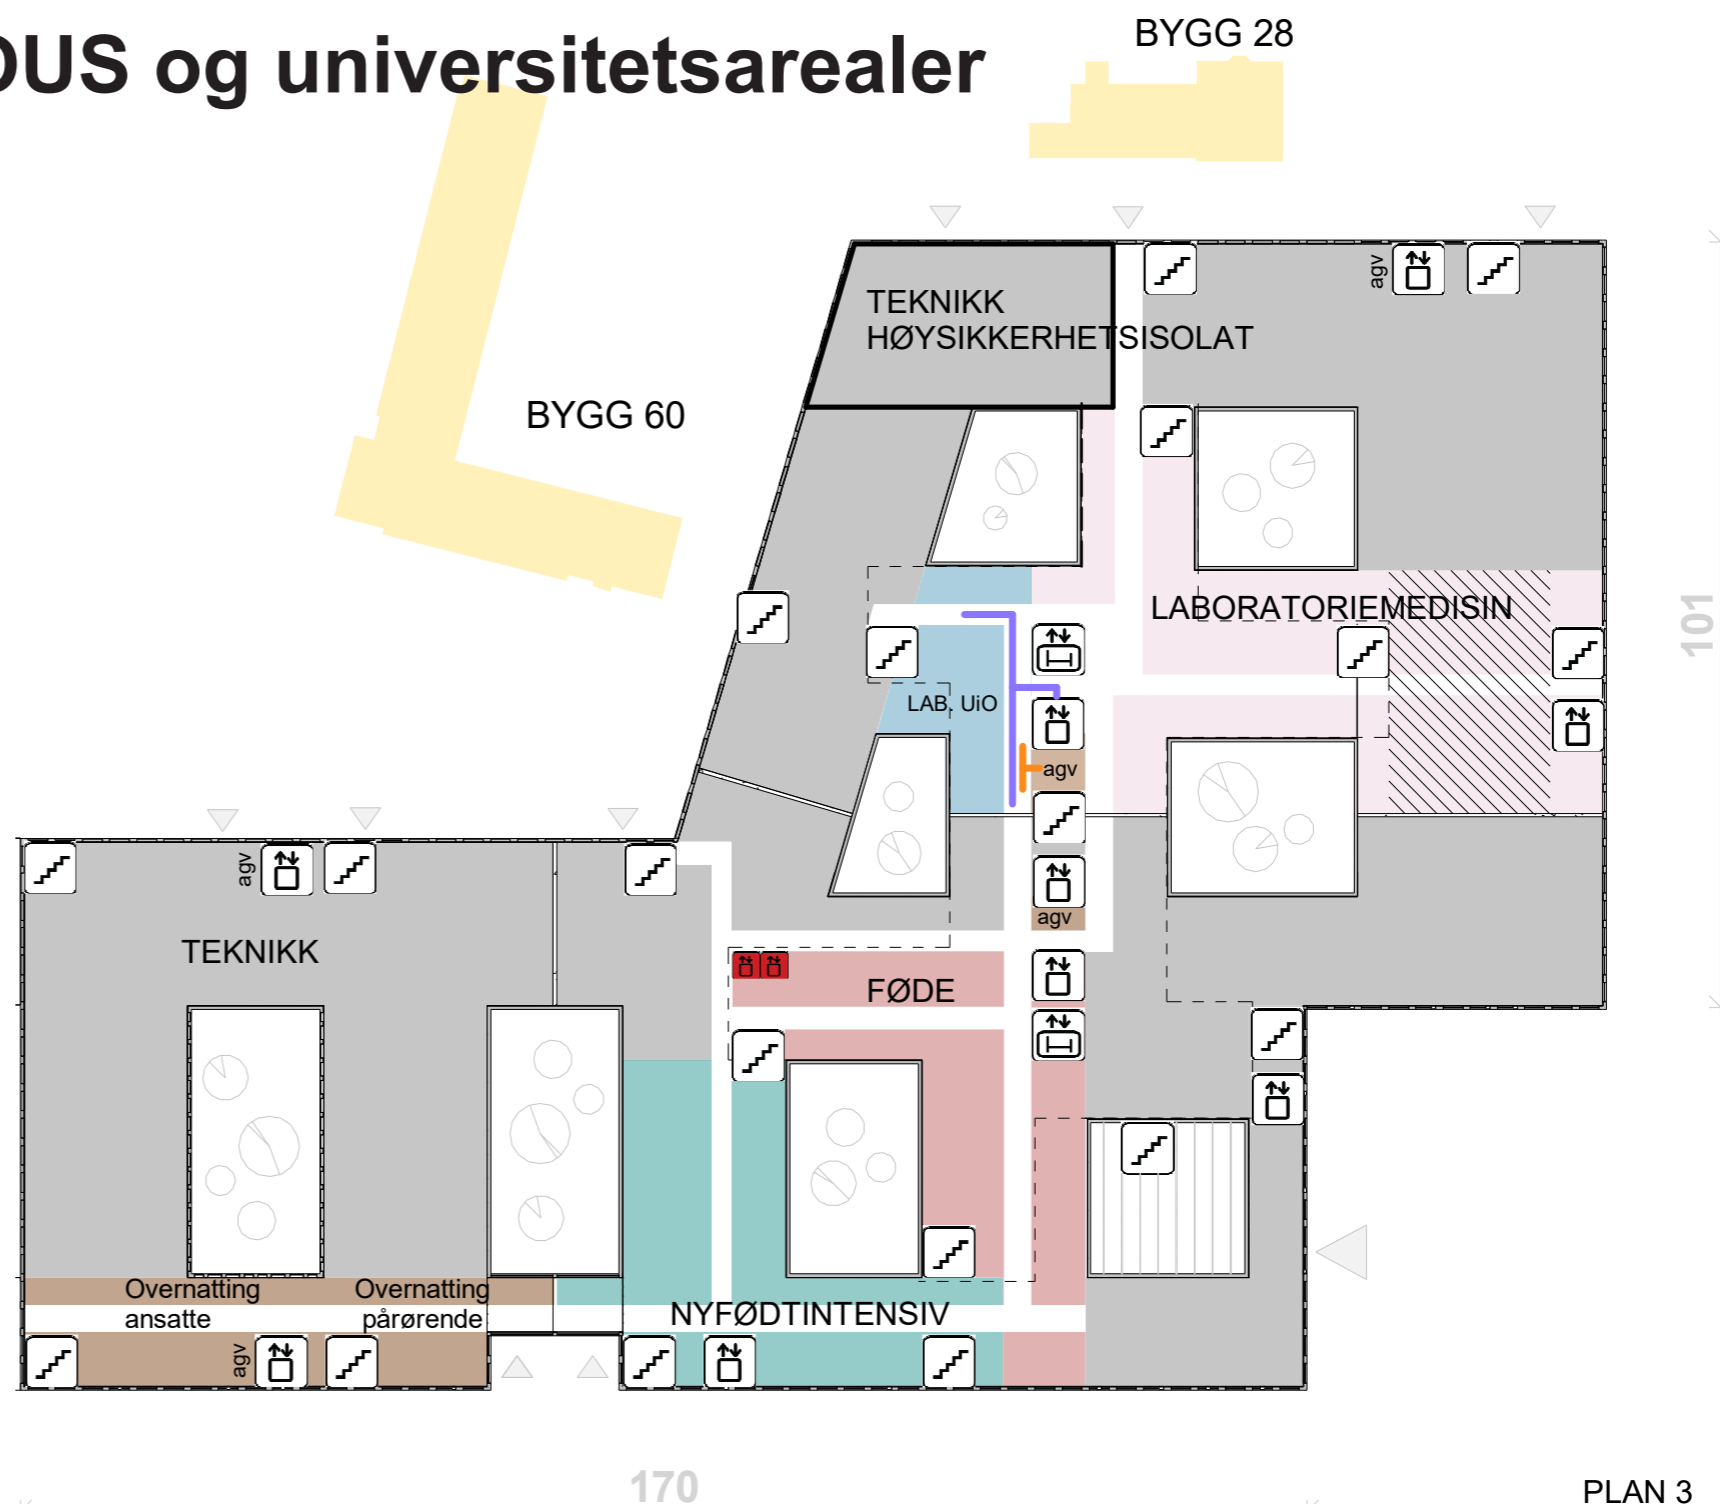 OUS og universitetsarealer
BYGG 28
BYGG 60
TEKNIKK
HØYSIKKERHETSISOLAT
agv
LABORATORIEMEDISIN
101
LAB. UiO
agv
agv
agv
TEKNIKK
FØDE
Overnatting
ansatte
Overnatting
pårørende
NYFØDTINTENSIV
agv
170
PLAN 3